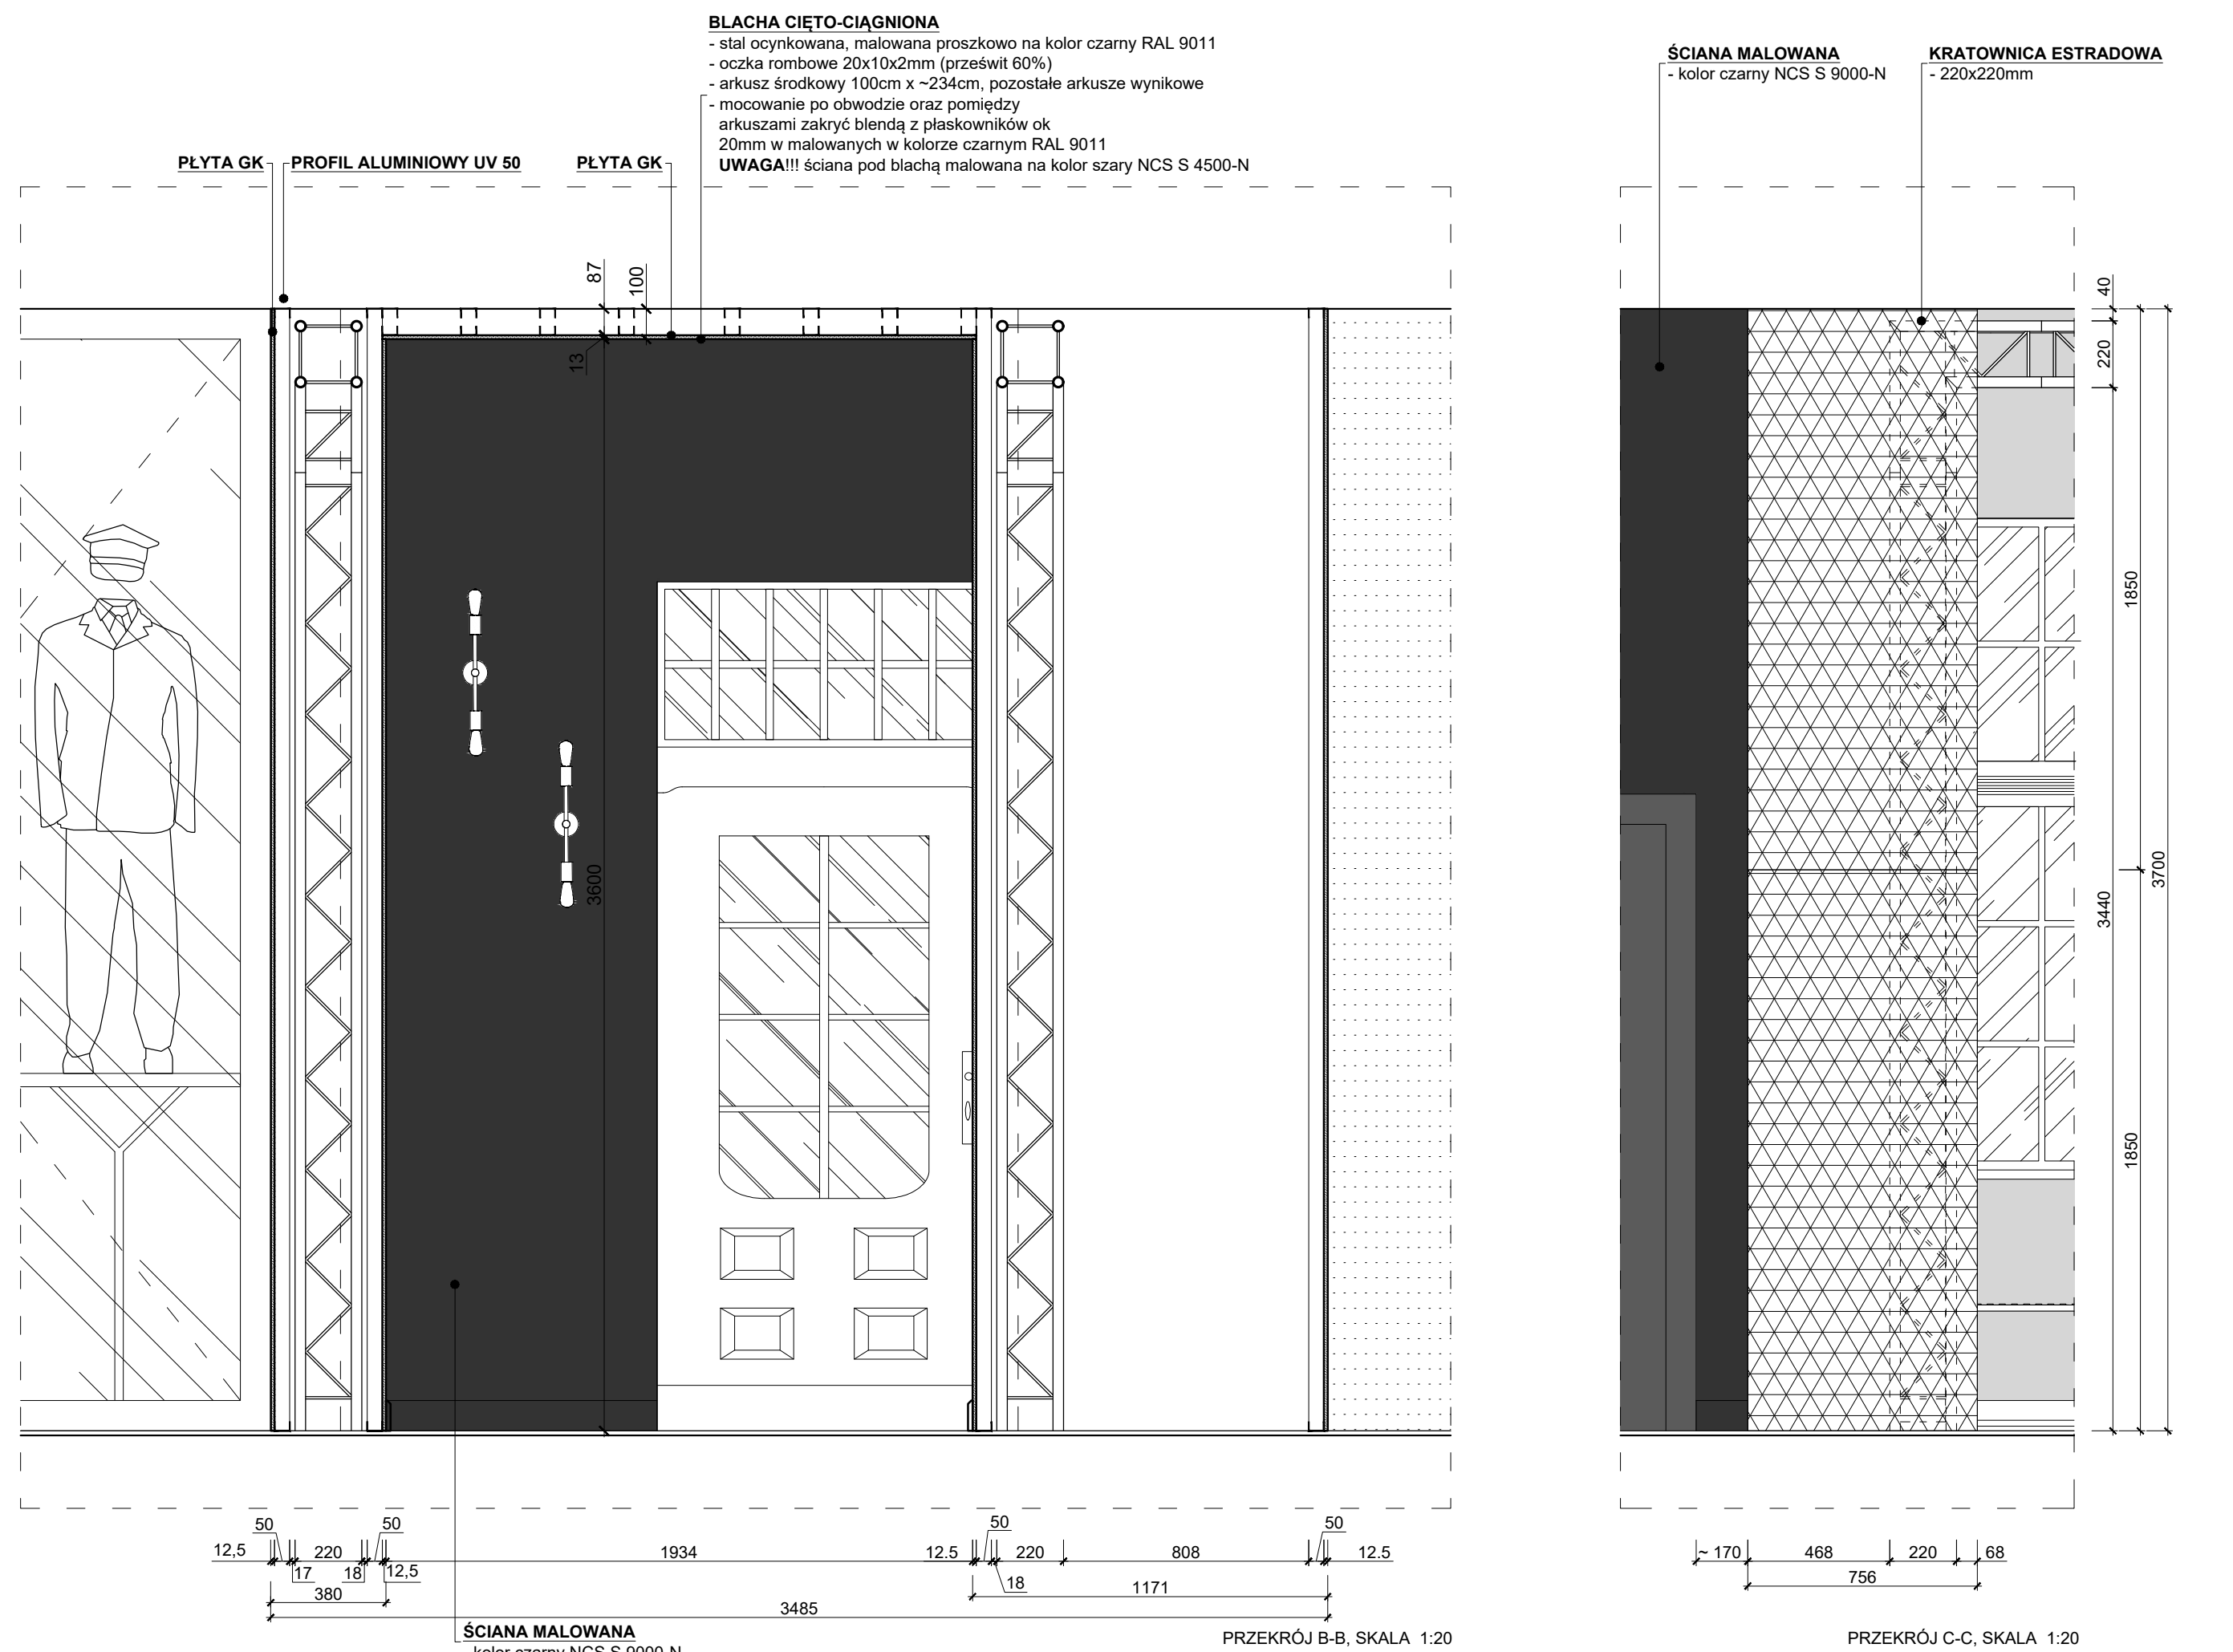 BLACHA CIĘTO-CIĄGNIONA
- stal ocynkowana, malowana proszkowo na kolor czarny RAL 9011
- oczka rombowe 20x10x2mm (prześwit 60%)
- arkusz środkowy 100cm x ~234cm, pozostałe arkusze wynikowe
- mocowanie po obwodzie oraz pomiędzy
arkuszami zakryć blendą z płaskowników ok
20mm w malowanych w kolorze czarnym RAL 9011
UWAGA!!! ściana pod blachą malowana na kolor szary NCS S 4500-N
ŚCIANA MALOWANA
- kolor czarny NCS S 9000-N
KRATOWNICA ESTRADOWA
- 220x220mm
PŁYTA GK
PROFIL ALUMINIOWY UV 50
PŁYTA GK
87
100
13
3600
40
220
1850
3440
3700
1850
50
50
50
50
12,5
220
1934
12.5
220
808
12.5
17
18
12,5
18
380
1171
3485
~ 170
468
220
68
756
ŚCIANA MALOWANA
- kolor czarny NCS S 9000-N
PRZEKRÓJ B-B, SKALA 1:20
PRZEKRÓJ C-C, SKALA 1:20